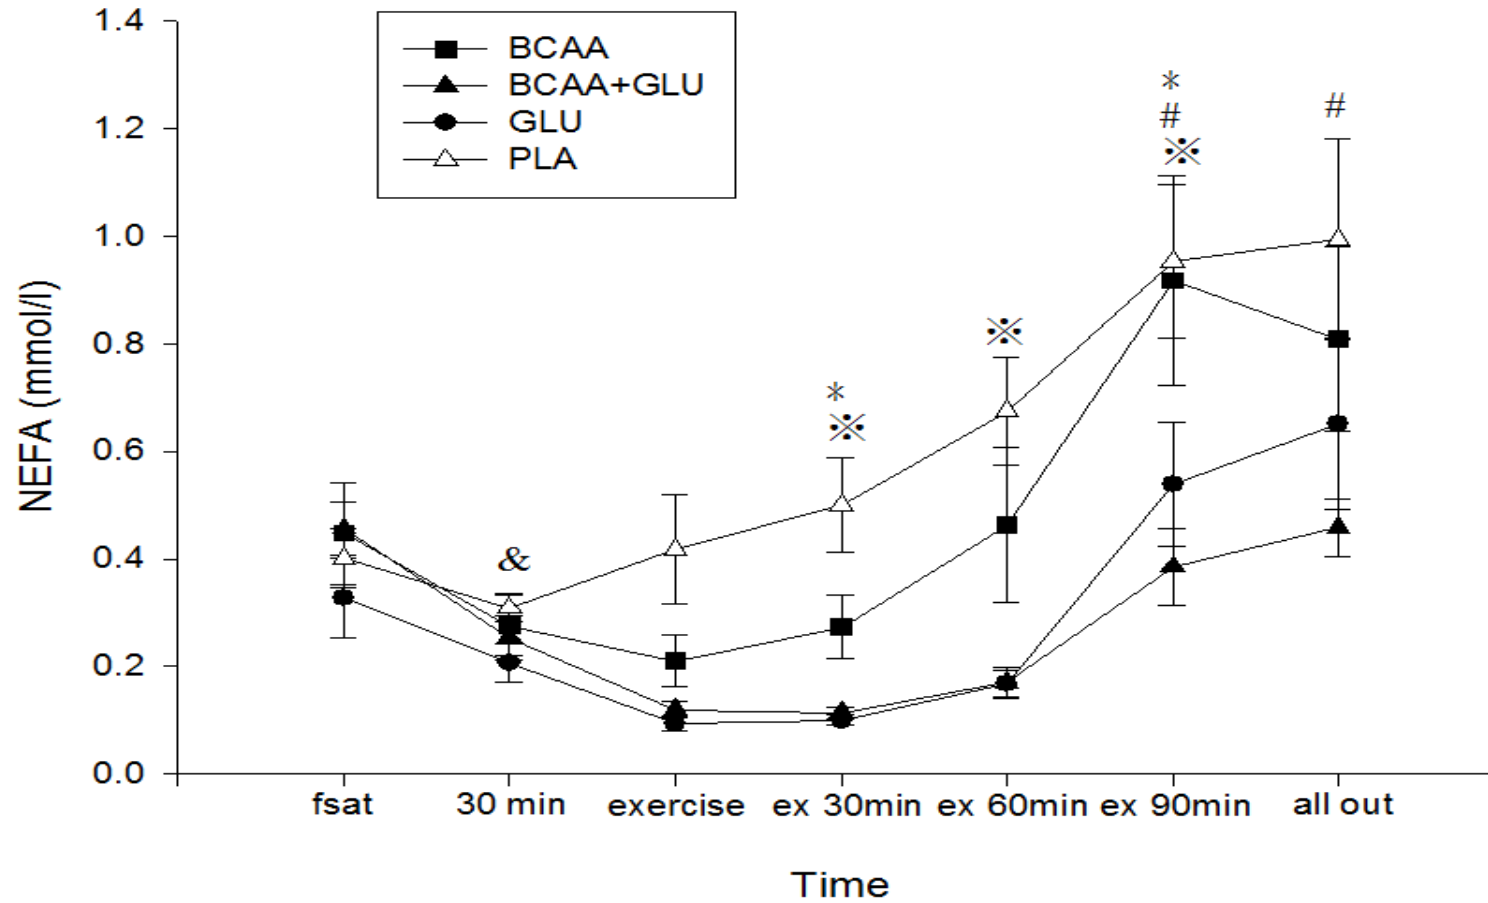 1.4
1.2
1.0
0.8
0.6
0.4
0.2
0.0
NEFA (mmol/l)
BCAA
BCAA+GLU
GLU
PLA
&
*
※
※
*
#
※
#
fsat 30 min exercise ex 30min ex 60min ex 90min all out
Time